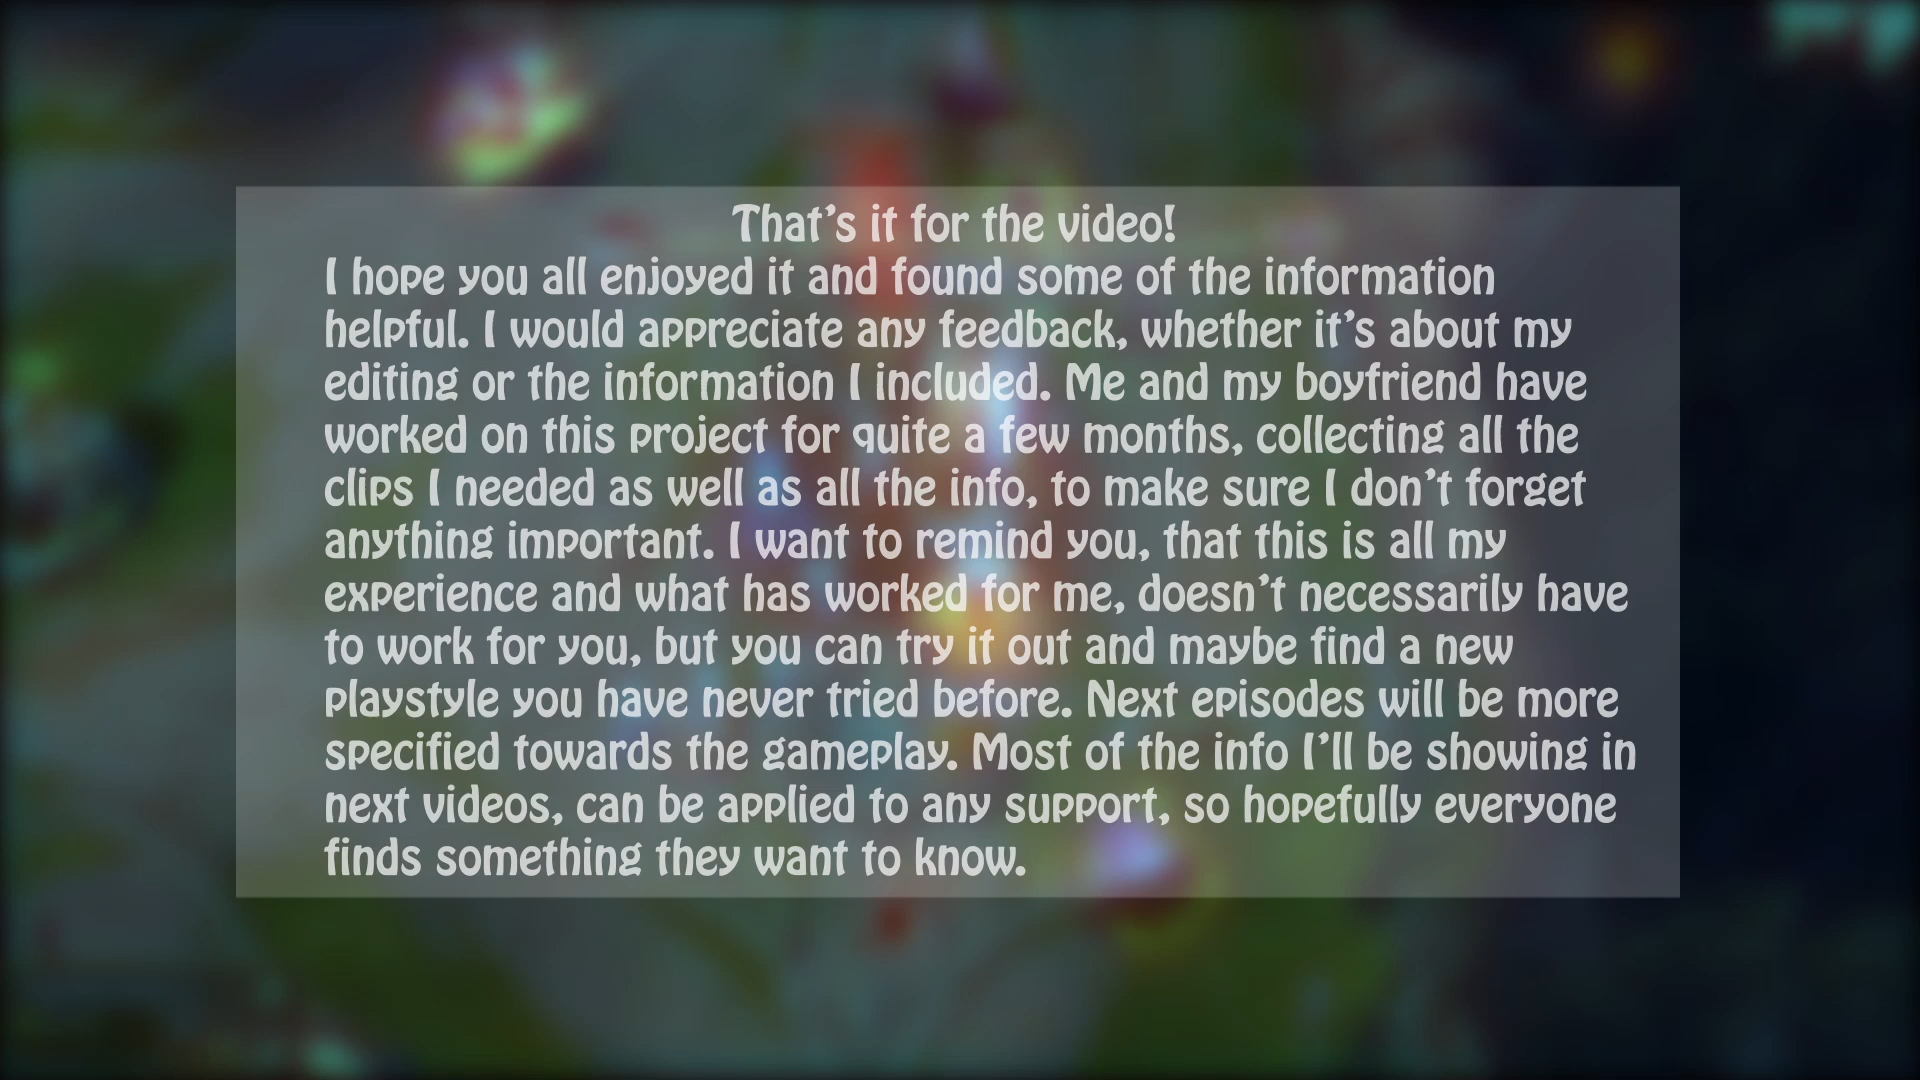 That's it for the video!
I hope you all enjoyed it and found some of the information
helpful. I would appreciate any feedback, whether it's about my
editing or the information I included. Me and my boyfriend have
worked on this project for quite a few months, collecting all the
clips I needed as well as all the info, to make sure I don't forget
anything important. I want to remind you, that this is all my
experience and what has worked for me, doesn't necessarily have
to work for you, but you can try it out and maybe find a new
playstyle you have never tried before. Next episodes will be more
specified towards the gameplay. Most of the info I'll be showing in
next videos, can be applied to any support, so hopefully everyone
finds something they want to know.